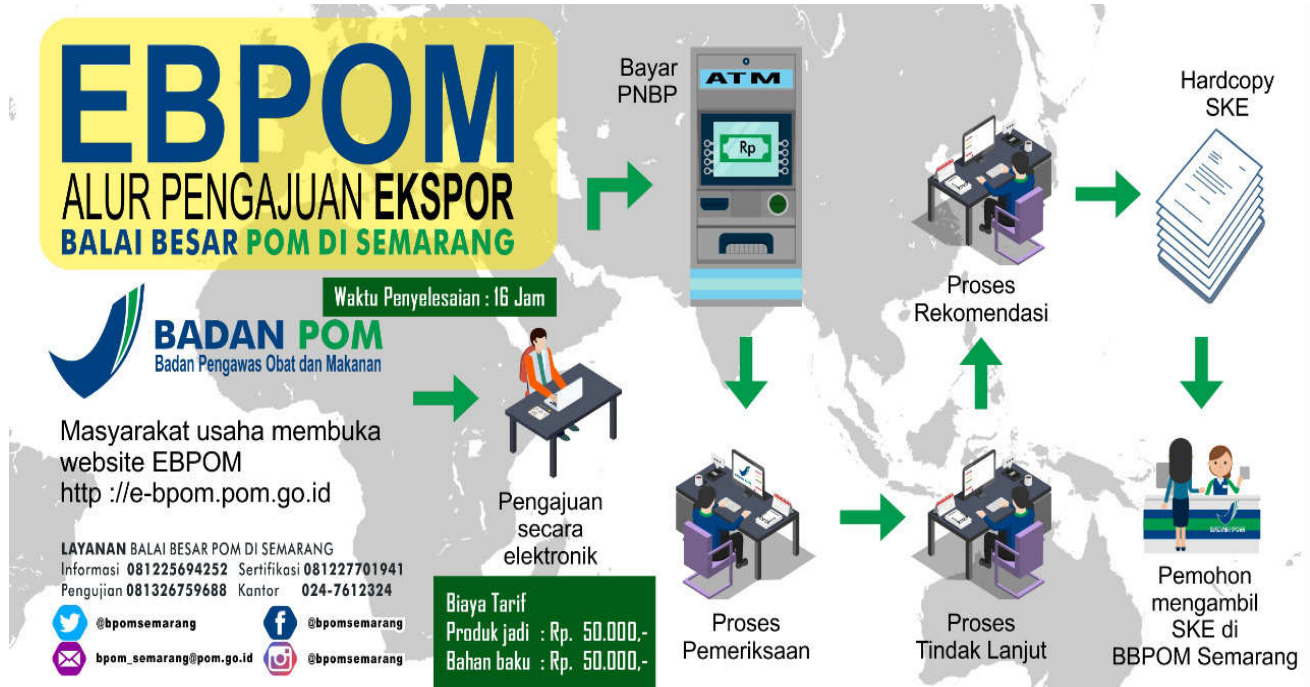 EBPOM
ALUR PENGAJUAN EKSPOR
BALAI BESAR POM DI SEMARANG
Waktu Penyelesaian : 16 Jam
BADAN POM
Badan Pengawas Obat dan Makanan
Masyarakat usaha membuka
website EBPOM
http ://e-bpom.pom.go.id
LAYANAN BALAI BESAR POM DI SEMARANG
Informasi 081225694252 Sertifikasi 081227701941
Pengujian 081326759688 Kantor 024-7612324
@bpomsemarang
@bpomsemarang
bpom_semarang@pom.go.id
@bpomsemarang
Pengajuan
secara
elektronik
Biaya Tarif
Produk jadi : Rp. 50.000,-
Bahan baku : Rp. 50.000,-
Bayar
PNBP
ATM
Rp
Proses
Pemeriksaan
Proses
Tindak Lanjut
Proses
Rekomendasi
Hardcopy
SKE
BADAN POM
Pemohon
mengambil
SKE di
BBPOM Semarang